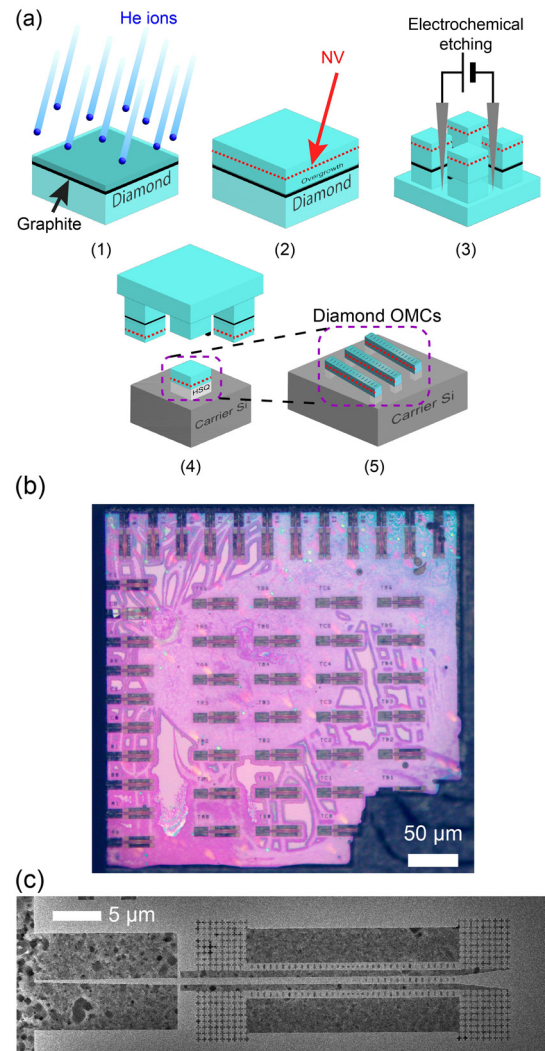 (a)
He ions
NV
Electrochemical
etching
Diamond
Graphite
Overgrowth
Diamond
(1)
(2)
(3)
Diamond OMCs
HSQ
Carrier Si
Carrier Si
(4)
(5)
(b)
50 μm
(c)
5 μm